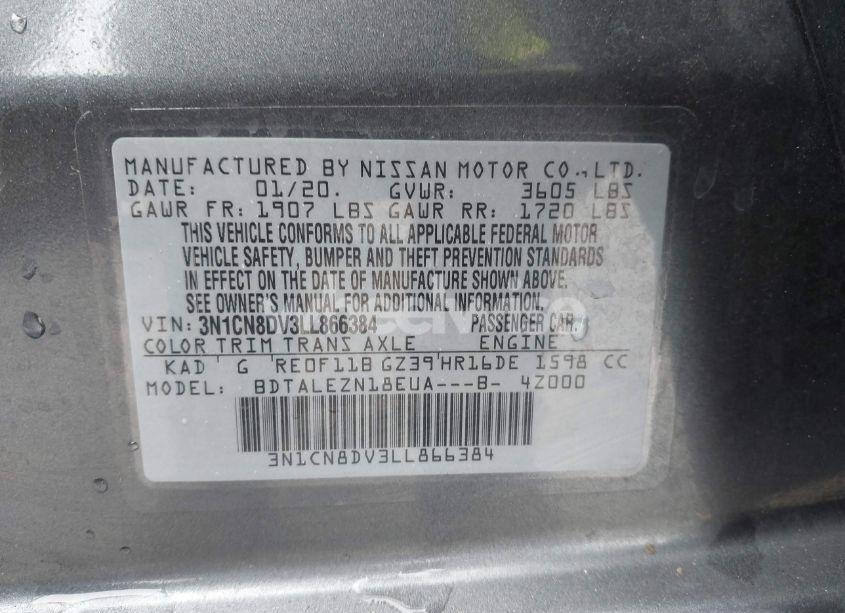 MANUFACTURED BY NISSAN MOTOR CO., LTD.
DATE: 01/20. GVWR: 3605 LBS
GAWR FR: 1907 LBS GAWR RR: 1720 LBS
THIS VEHICLE CONFORMS TO ALL APPLICABLE FEDERAL MOTOR
VEHICLE SAFETY, BUMPER AND THEFT PREVENTION STANDARDS
IN EFFECT ON THE DATE OF MANUFACTURE SHOWN ABOVE.
SEE OWNER'S MANUAL FOR ADDITIONAL INFORMATION.
VIN: 3N1CN8DV3LL866384 PASSENGER CAR
COLOR TRIM TRANS AXLE ENGINE
KAD G RE0F11B GZ39 HR16DE 1598 CC
MODEL: BDTALEZN18EUA---B- 4Z000
3N1CN8DV3LL866384